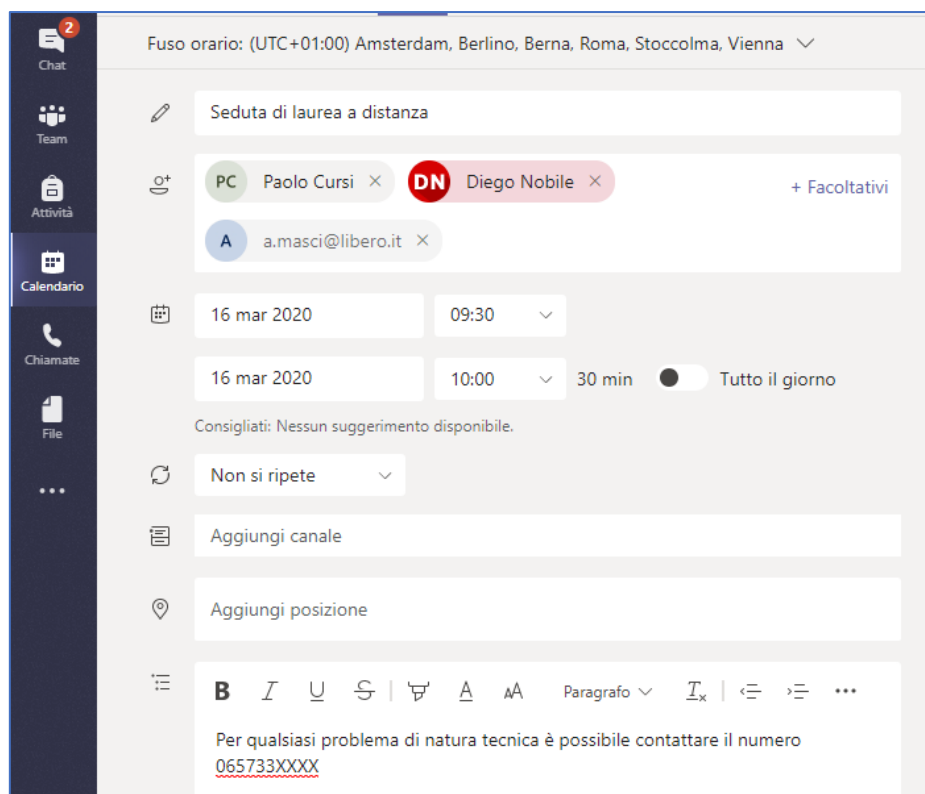 2
Chat
Team
Attività
Calendario
Chiamate
File
Fuso orario: (UTC+01:00) Amsterdam, Berlino, Berna, Roma, Stoccolma, Vienna
Seduta di laurea a distanza
PC Paolo Cursi × DN Diego Nobile × + Facoltativi
A a.masci@libero.it ×
16 mar 2020 09:30
16 mar 2020 10:00 30 min Tutto il giorno
Consigliati: Nessun suggerimento disponibile.
Non si ripete
Aggiungi canale
Aggiungi posizione
B I U S A AA Paragrafo Tx
Per qualsiasi problema di natura tecnica è possibile contattare il numero
065733XXXX